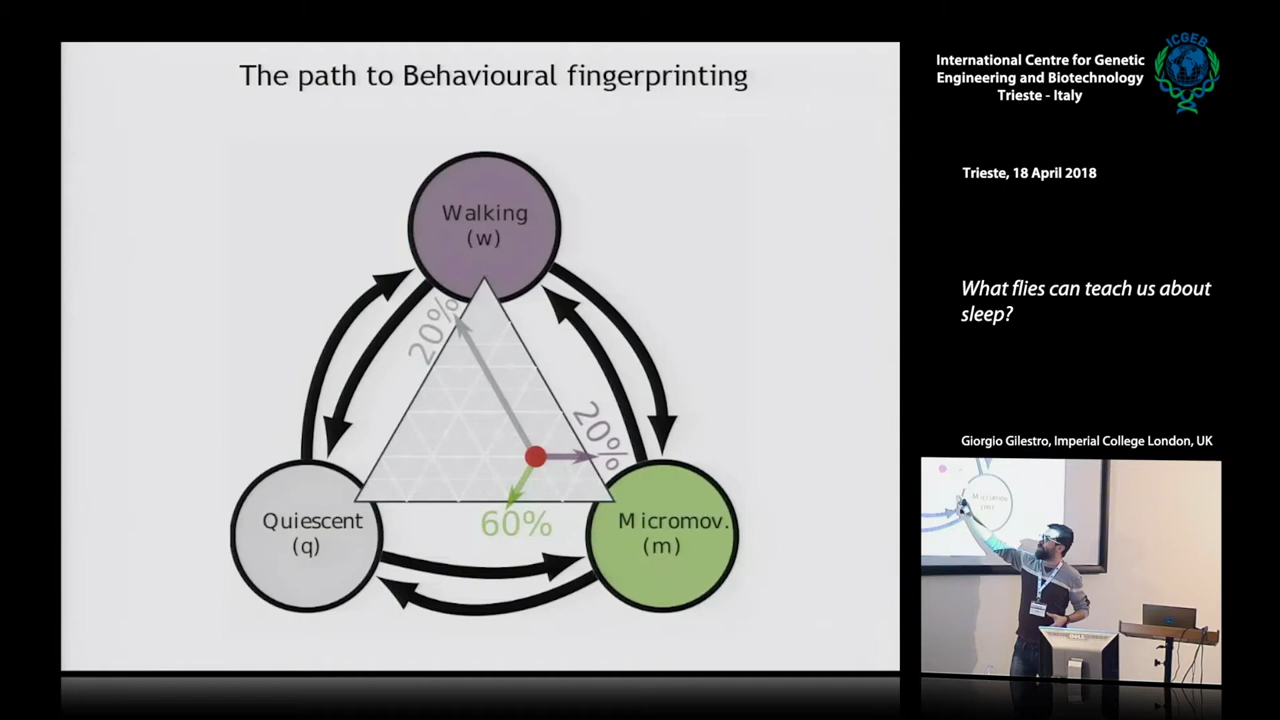 The path to Behavioural fingerprinting
Walking
(w)
20%
20%
60%
Quiescent
(q)
Micromov.
(m)
ICGEB
International Centre for Genetic
Engineering and Biotechnology
Trieste - Italy
Trieste, 18 April 2018
What flies can teach us about
sleep?
Giorgio Gilestro, Imperial College London, UK
DELL